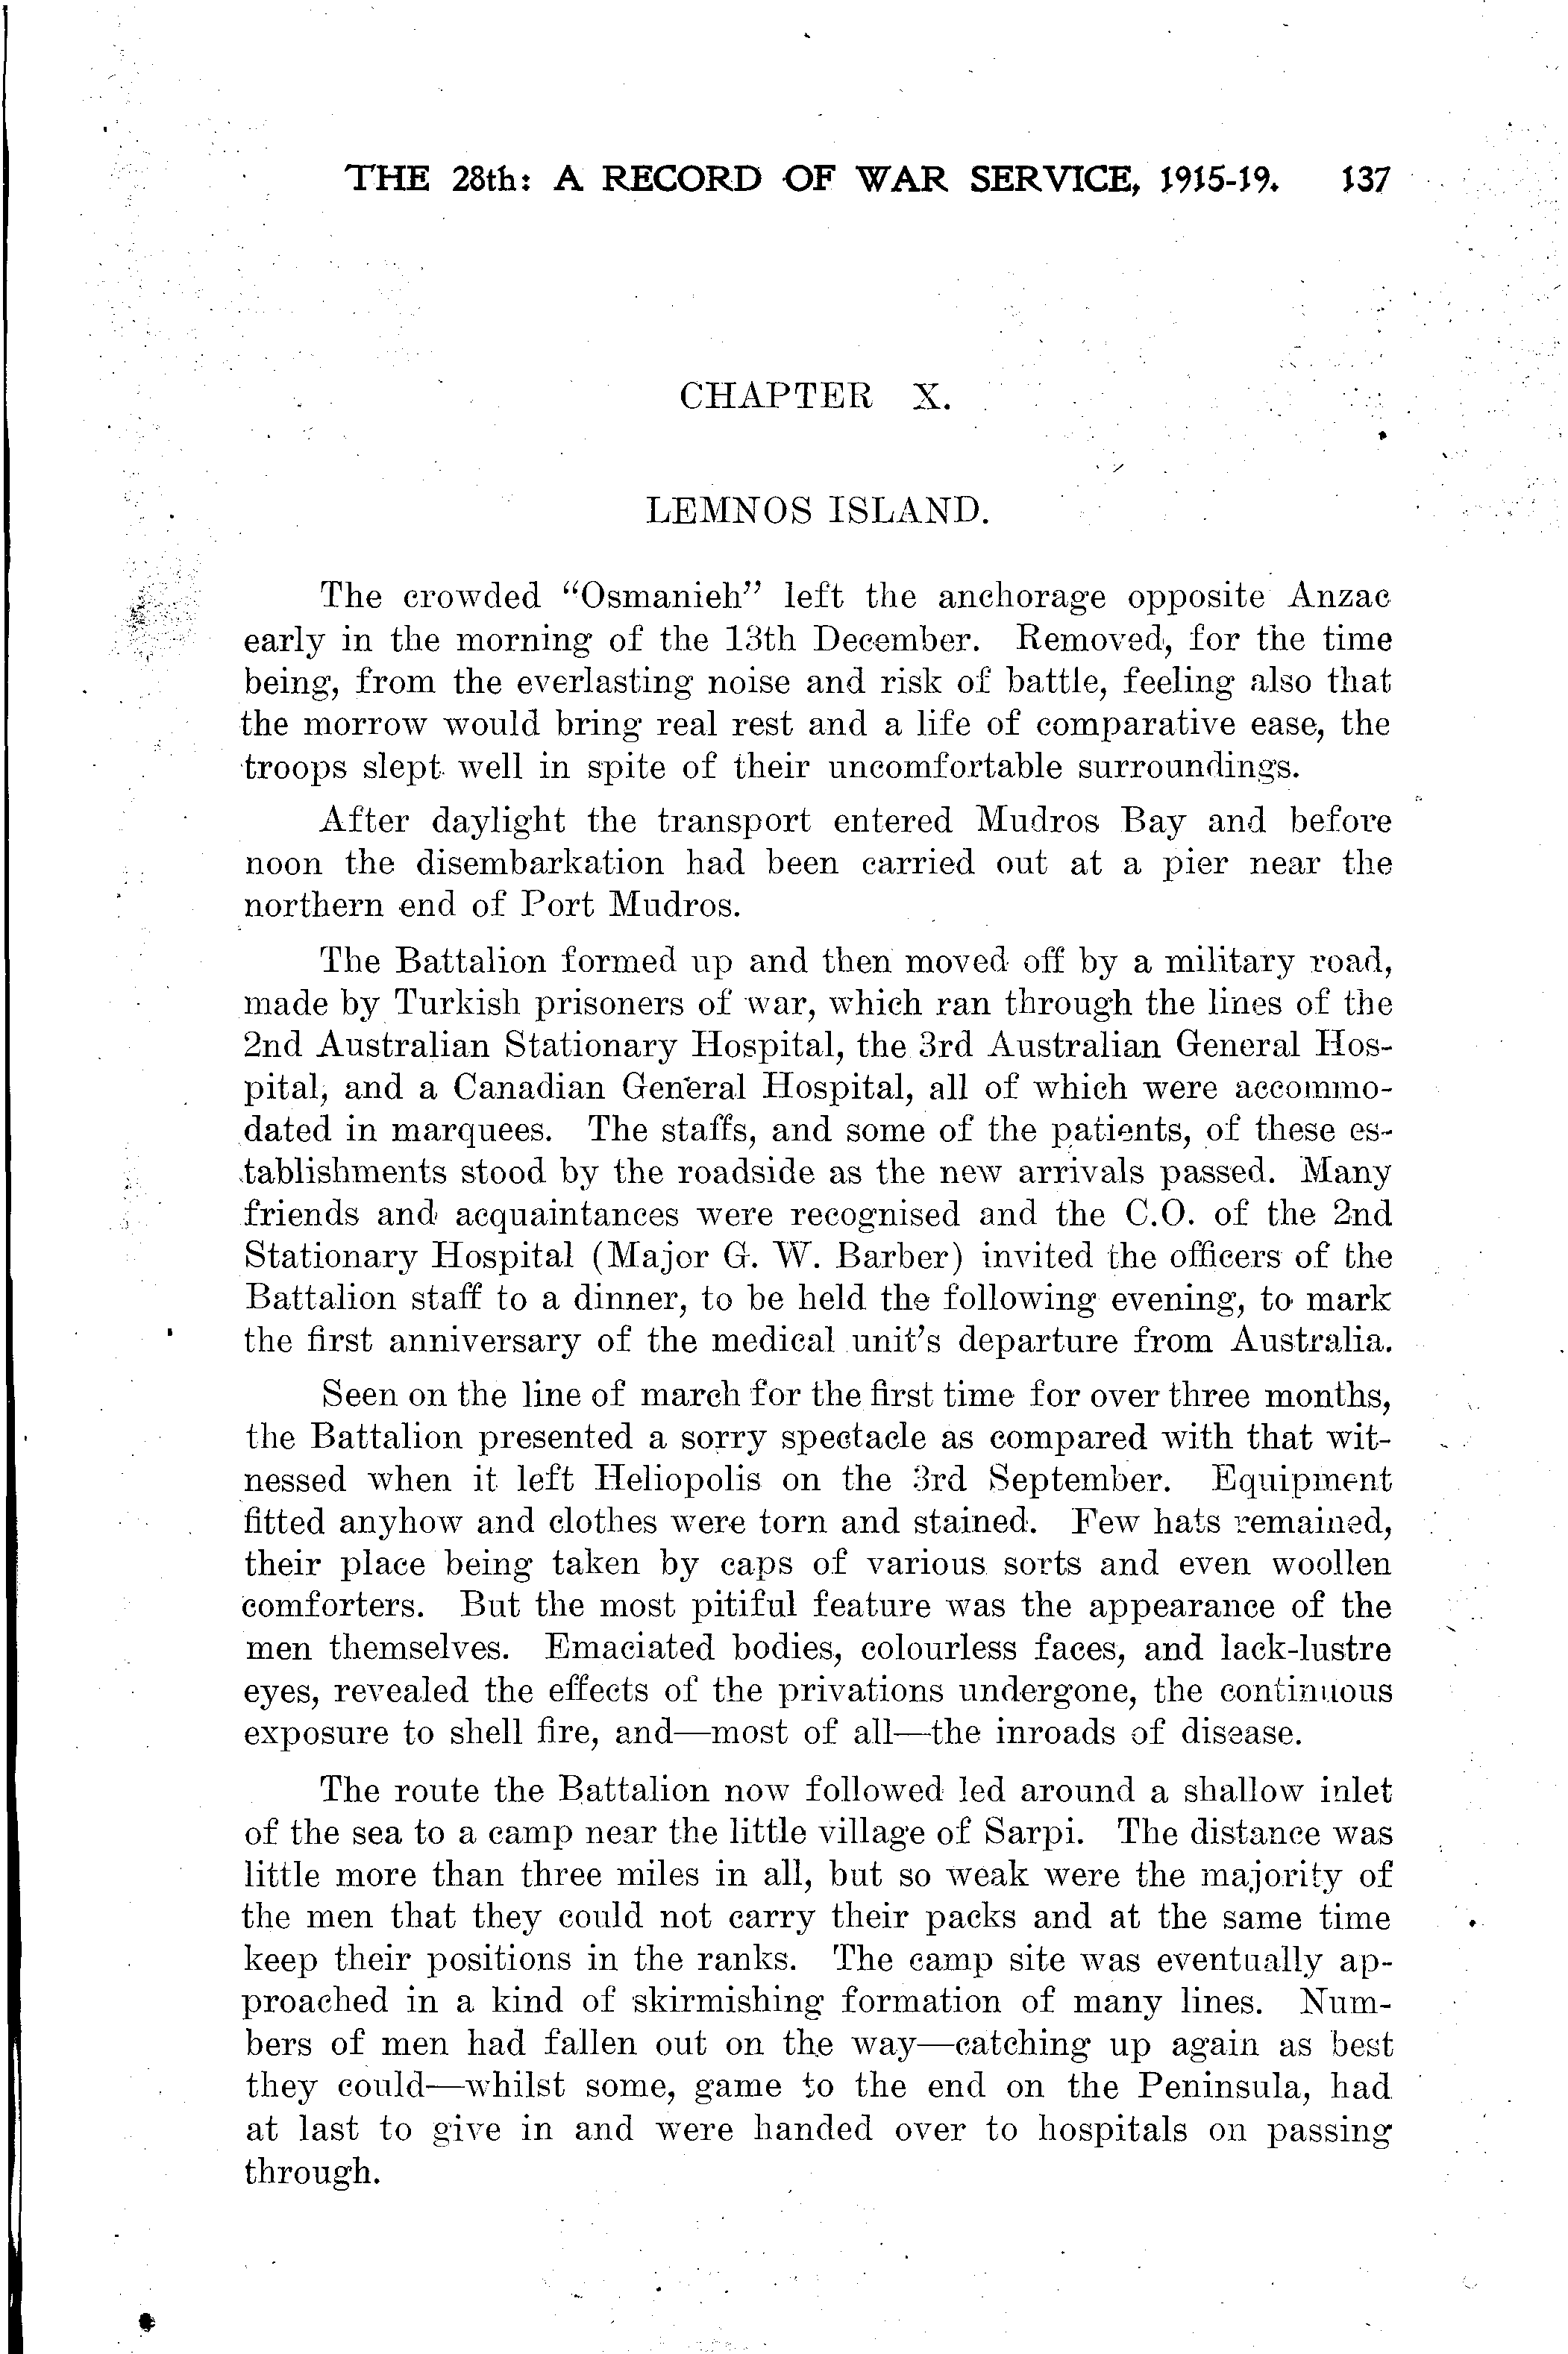 THE 28th: A RECORD OF WAR SERVICE, 1915-19. 137
CHAPTER X.
LEMNOS ISLAND.
The crowded "Osmanieh" left the anchorage opposite Anzac
early in the morning of the 13th December. Removed, for the time
being, from the everlasting noise and risk of battle, feeling also that
the morrow would bring real rest and a life of comparative ease, the
troops slept well in spite of their uncomfortable surroundings.
After daylight the transport entered Mudros Bay and before
noon the disembarkation had been carried out at a pier near the
northern end of Port Mudros.
The Battalion formed up and then moved off by a military road,
made by Turkish prisoners of war, which ran through the lines of the
2nd Australian Stationary Hospital, the 3rd Australian General Hos-
pital, and a Canadian General Hospital, all of which were accommo-
dated in marquees. The staffs, and some of the patients, of these es-
tablishments stood by the roadside as the new arrivals passed. Many
friends and acquaintances were recognised and the C.O. of the 2nd
Stationary Hospital (Major G. W. Barber) invited the officers of the
Battalion staff to a dinner, to be held the following evening, to mark
the first anniversary of the medical unit's departure from Australia.
Seen on the line of march for the first time for over three months,
the Battalion presented a sorry spectacle as compared with that wit-
nessed when it left Heliopolis on the 3rd September. Equipment
fitted anyhow and clothes were torn and stained. Few hats remained,
their place being taken by caps of various sorts and even woollen
comforters. But the most pitiful feature was the appearance of the
men themselves. Emaciated bodies, colourless faces, and lack-lustre
eyes, revealed the effects of the privations undergone, the continuous
exposure to shell fire, and—most of all—the inroads of disease.
The route the Battalion now followed led around a shallow inlet
of the sea to a camp near the little village of Sarpi. The distance was
little more than three miles in all, but so weak were the majority of
the men that they could not carry their packs and at the same time
keep their positions in the ranks. The camp site was eventually ap-
proached in a kind of skirmishing formation of many lines. Num-
bers of men had fallen out on the way—catching up again as best
they could—whilst some, game to the end on the Peninsula, had
at last to give in and were handed over to hospitals on passing
through.